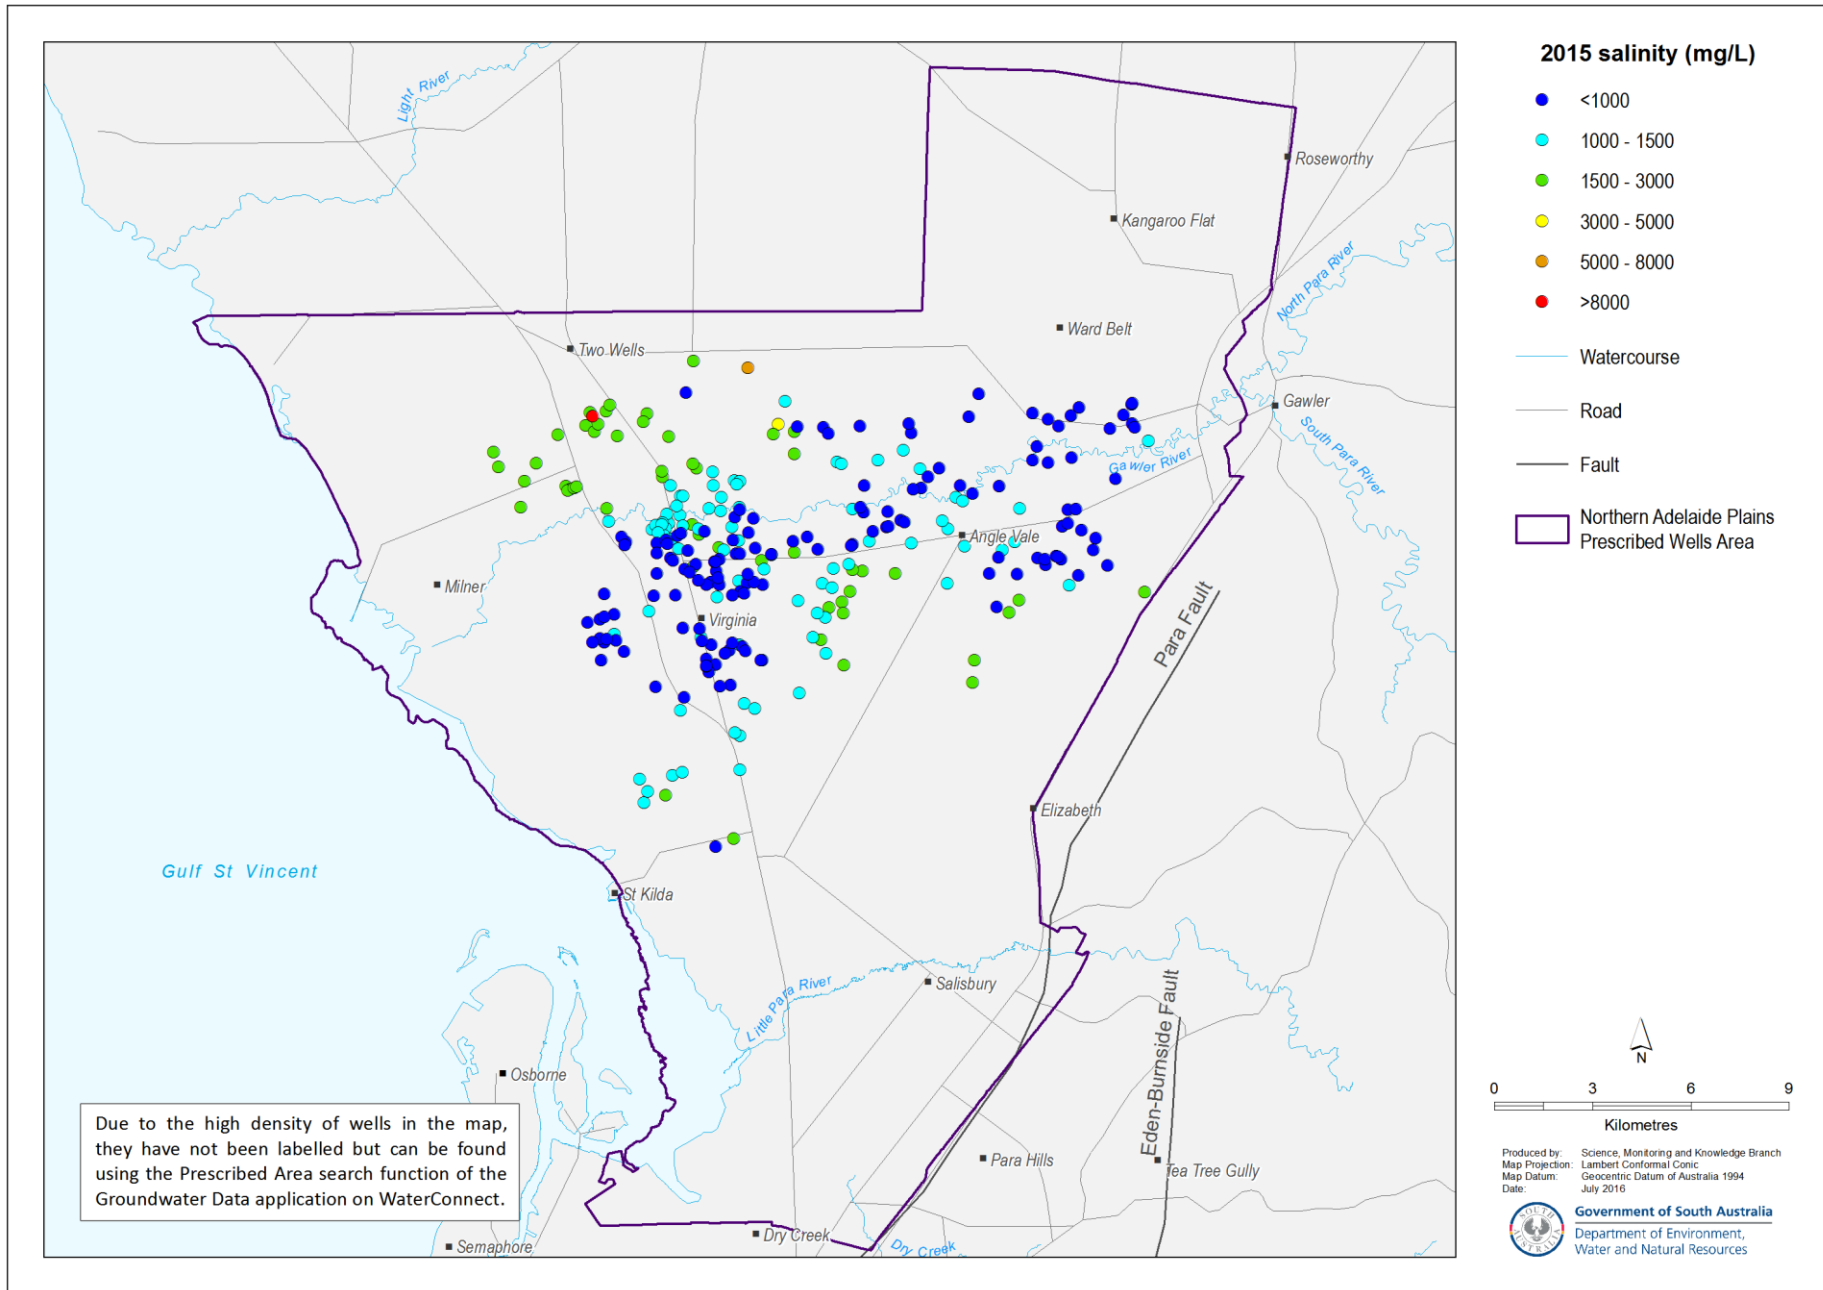 Light River
Roseworthy
Kangaroo Flat
North Para River
Ward Belt
Two Wells
Gawler
South Para River
Gawler River
Angle Vale
Milner
Virginia
Para Fault
Elizabeth
Gulf St Vincent
St Kilda
Little Para River
Salisbury
Eden-Burnside Fault
Osborne
Para Hills
Tea Tree Gully
Dry Creek
Dry Creek
Semaphore
Due to the high density of wells in the map,
they have not been labelled but can be found
using the Prescribed Area search function of the
Groundwater Data application on WaterConnect.
2015 salinity (mg/L)
<1000
1000 - 1500
1500 - 3000
3000 - 5000
5000 - 8000
>8000
Watercourse
Road
Fault
Northern Adelaide Plains
Prescribed Wells Area
N
0 3 6 9
Kilometres
Produced by: Science, Monitoring and Knowledge Branch
Map Projection: Lambert Conformal Conic
Map Datum: Geocentric Datum of Australia 1994
Date: July 2016
SOUTH AUSTRALIA
Government of South Australia
Department of Environment,
Water and Natural Resources